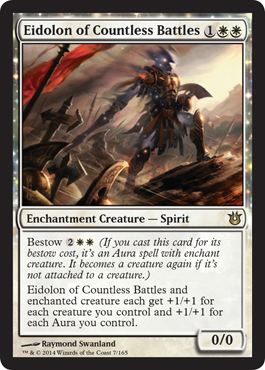 Eidolon of Countless Battles 1
Enchantment Creature — Spirit
Bestow 2 (If you cast this card for its
bestow cost, it's an Aura spell with enchant
creature. It becomes a creature again if it's
not attached to a creature.)
Eidolon of Countless Battles and
enchanted creature each get +1/+1 for
each creature you control and +1/+1 for
each Aura you control.
0/0
Raymond Swanland
™ & © 2014 Wizards of the Coast 7/165